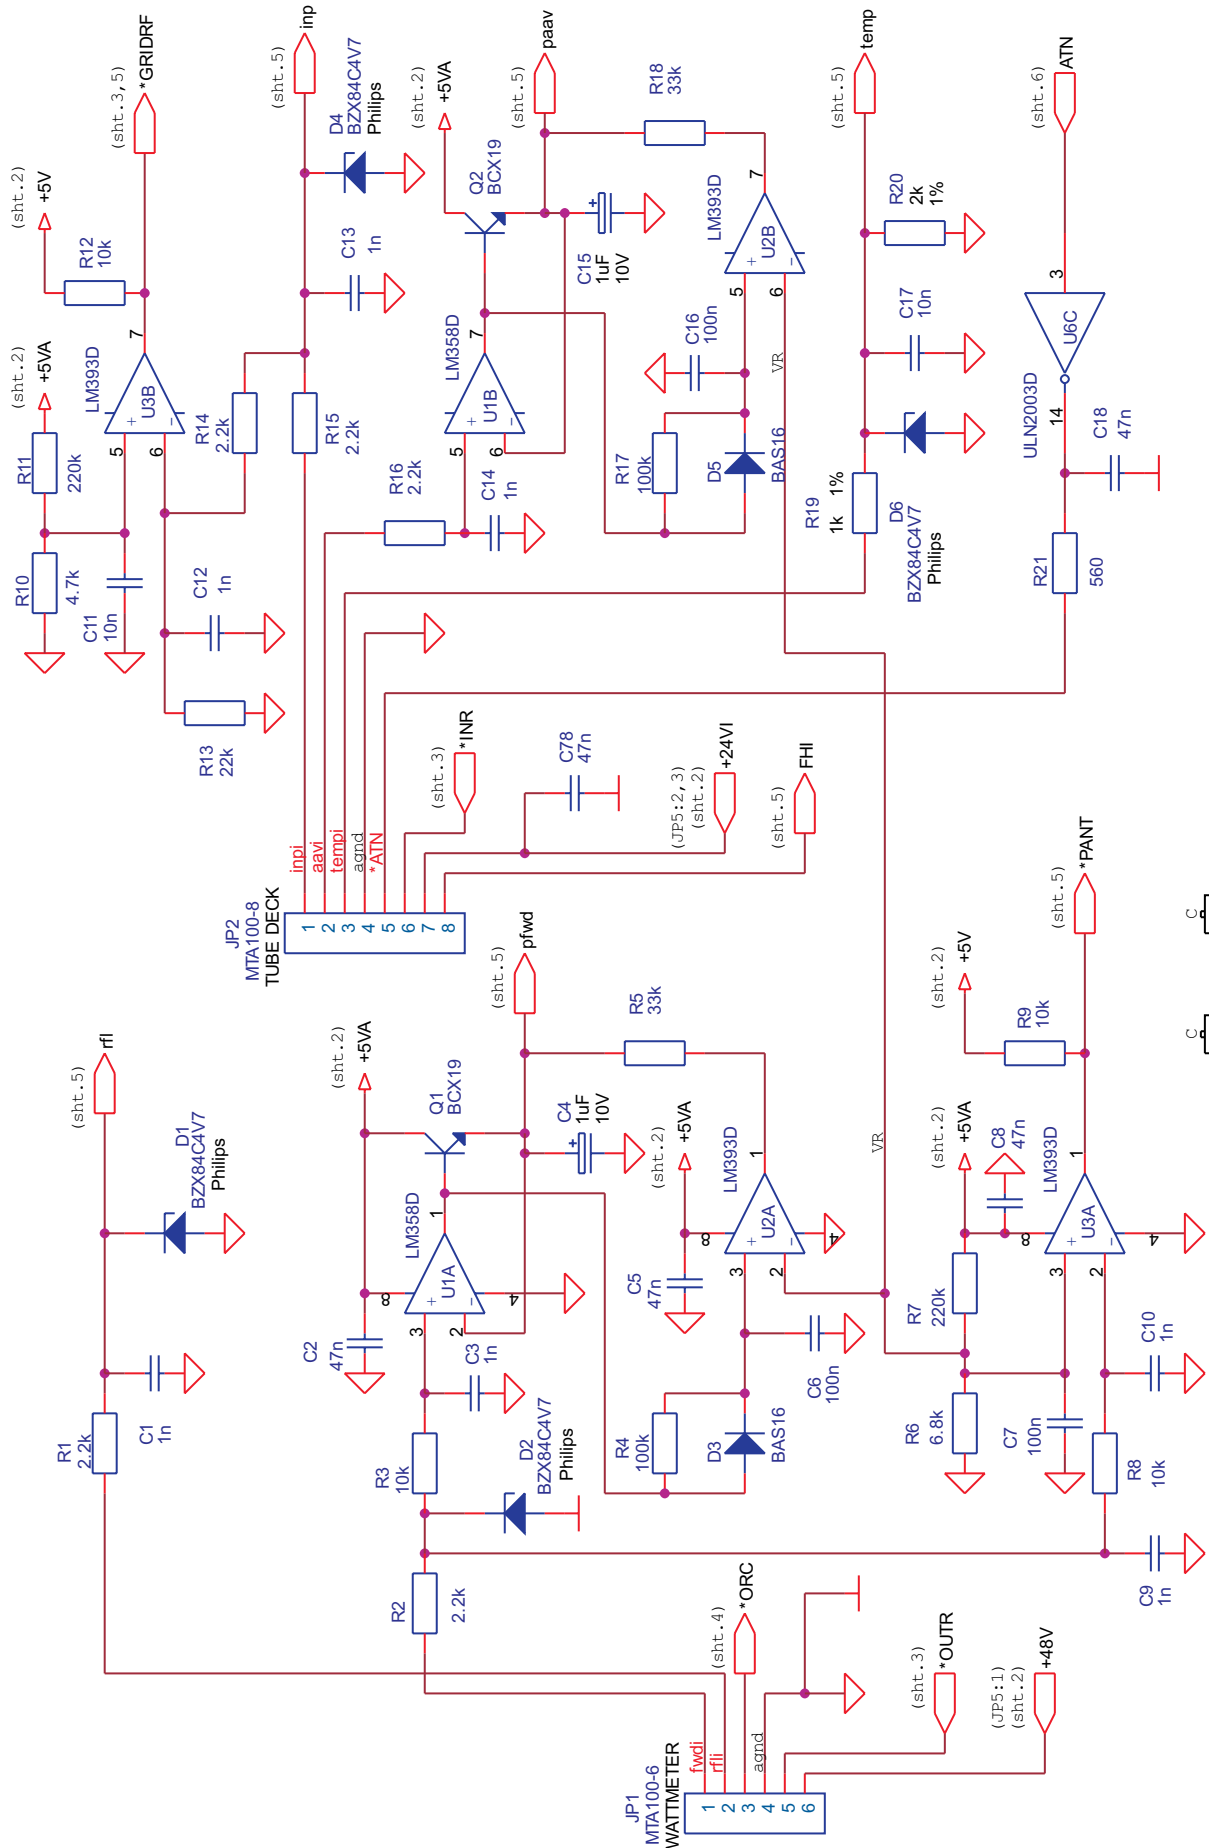 JP1
MTA100-6
WATTMETER
1
2
3
4
5
6
fwdi
rfli
agnd
(sht.4)
*ORC
(sht.3)
*OUTR
(JP5:1)
(sht.2)
+48V
R1
2.2k
C1
1n
D1
BZX84C4V7
Philips
(sht.5)
rfl
R2
2.2k
R3
10k
D2
BZX84C4V7
Philips
C2
47n
C3
1n
3
2
8
4
1
+
-
U1A
LM358D
(sht.2)
+5VA
Q1
BCX19
C4
1uF
10V
(sht.5)
pfwd
R5
33k
R4
100k
D3
BAS16
C5
47n
C6
100n
3
2
8
4
1
+
-
U2A
LM393D
(sht.2)
+5VA
VR
R6
6.8k
R7
220k
C7
100n
R8
10k
C9
1n
C10
1n
C8
47n
(sht.2)
+5VA
3
2
8
4
1
+
-
U3A
LM393D
R9
10k
(sht.2)
+5V
(sht.5)
*PANT
C
C
JP2
MTA100-8
TUBE DECK
1
2
3
4
5
6
7
8
inpi
aavi
tempi
agnd
*ATN
(sht.3)
*INR
C78
47n
(JP5:2,3)
(sht.2)
+24VI
(sht.5)
FHI
R10
4.7k
R11
220k
(sht.2)
+5VA
C11
10n
C12
1n
R13
22k
5
6
7
+
-
U3B
LM393D
R12
10k
(sht.2)
+5V
(sht.3,5)
*GRIDRF
R14
2.2k
R15
2.2k
C13
1n
D4
BZX84C4V7
Philips
(sht.5)
inp
R16
2.2k
C14
1n
5
6
7
+
-
U1B
LM358D
Q2
BCX19
(sht.2)
+5VA
C15
1uF
10V
(sht.5)
paav
R17
100k
D5
BAS16
C16
100n
5
6
7
+
-
U2B
LM393D
VR
R18
33k
R19
1k 1%
D6
BZX84C4V7
Philips
C17
10n
R20
2k
1%
(sht.5)
temp
R21
560
C18
47n
14
3
U6C
ULN2003D
(sht.6)
ATN